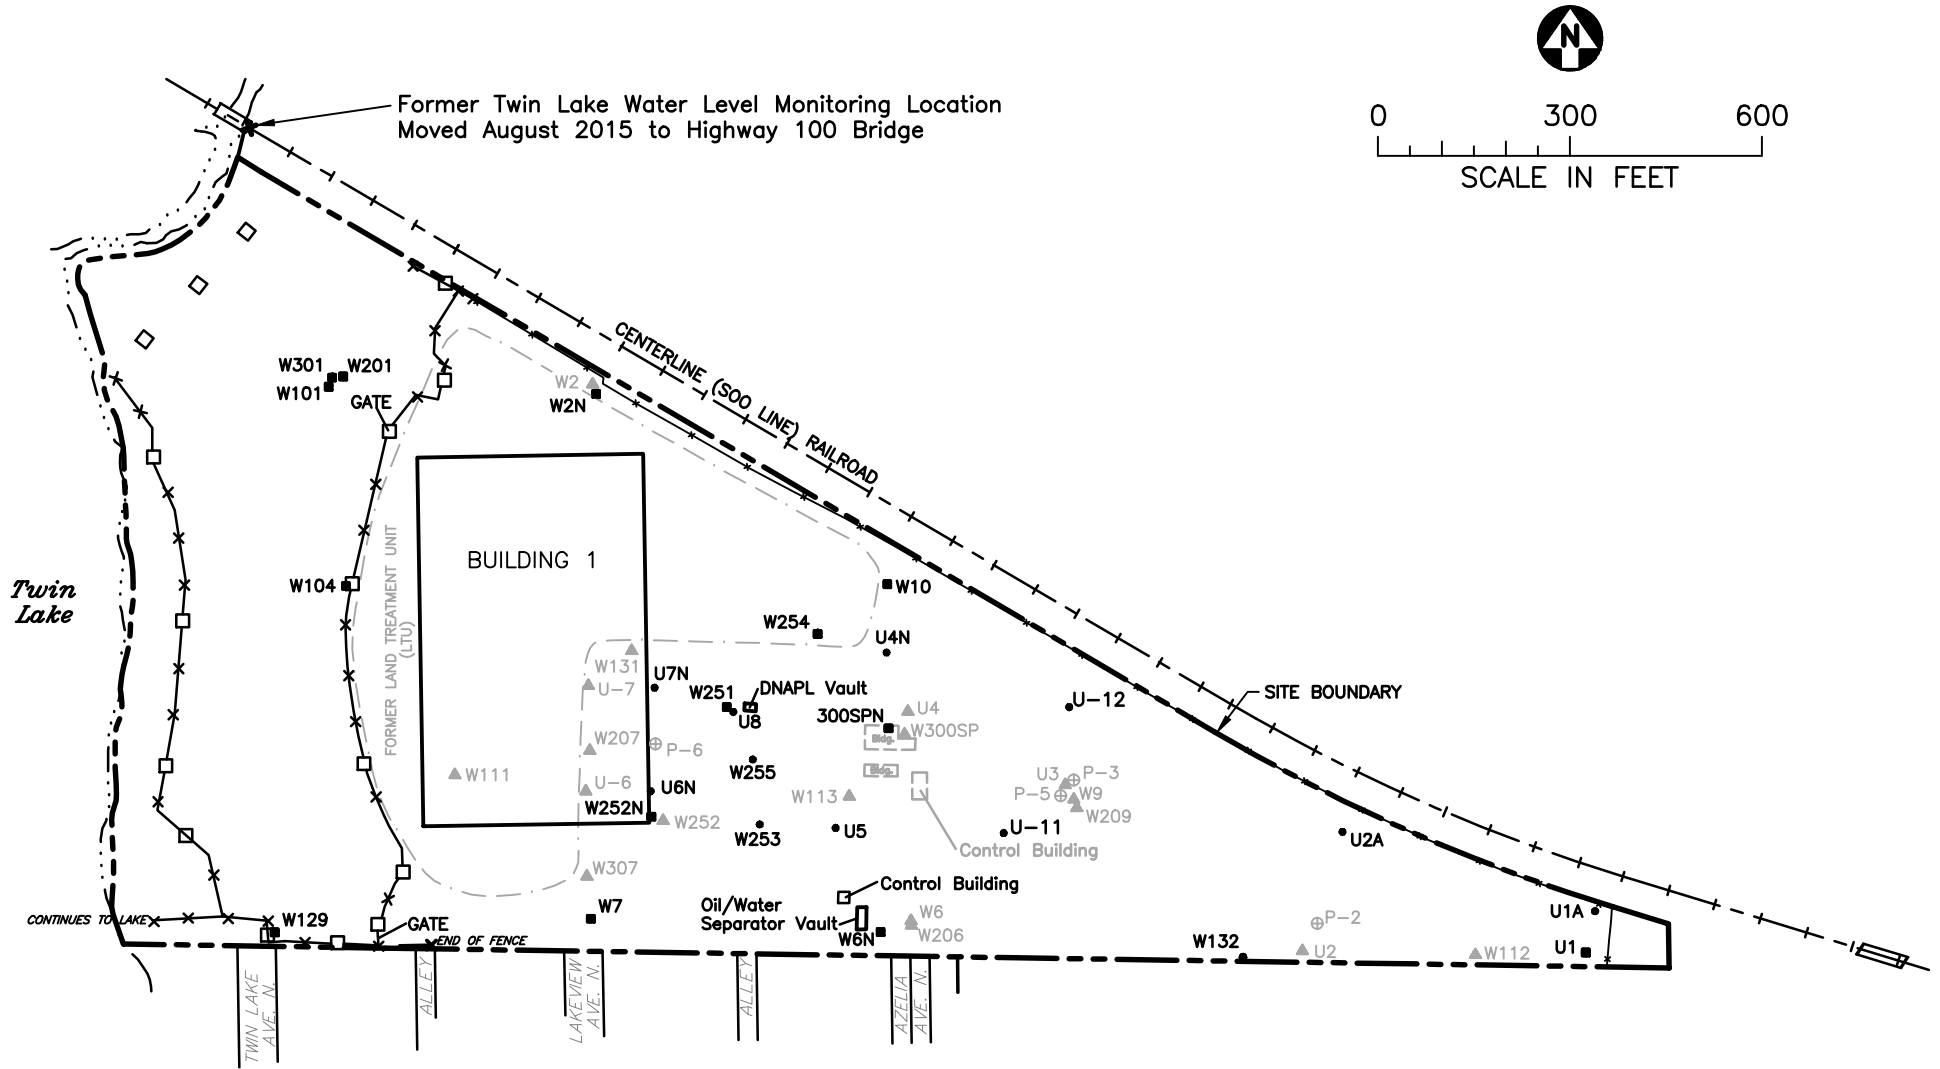 N
0 300 600
SCALE IN FEET
Former Twin Lake Water Level Monitoring Location
Moved August 2015 to Highway 100 Bridge
CENTERLINE (SOO LINE) RAILROAD
W301
W201
W101
GATE
W2
W2N
BUILDING 1
Twin
Lake
W104
FORMER LAND TREATMENT UNIT
(LTU)
W10
W254
U4N
W131
U7N
U-7
W251
DNAPL Vault
U8
SITE BOUNDARY
U-12
U4
300SPN
W300SP
Bldg.
W207
P-6
W255
Bldg.
W111
U-6
U6N
W113
U3
P-3
P-5
W9
W209
W252N
W252
W253
U5
U-11
U2A
Control Building
W307
Control Building
Oil/Water
Separator Vault
W7
W6
W206
W6N
CONTINUES TO LAKE
W129
GATE
END OF FENCE
W132
P-2
U2
W112
U1A
U1
TWIN LAKE
AVE. N.
ALLEY
LAKEVIEW
AVE. N.
ALLEY
AZELIA
AVE. N.